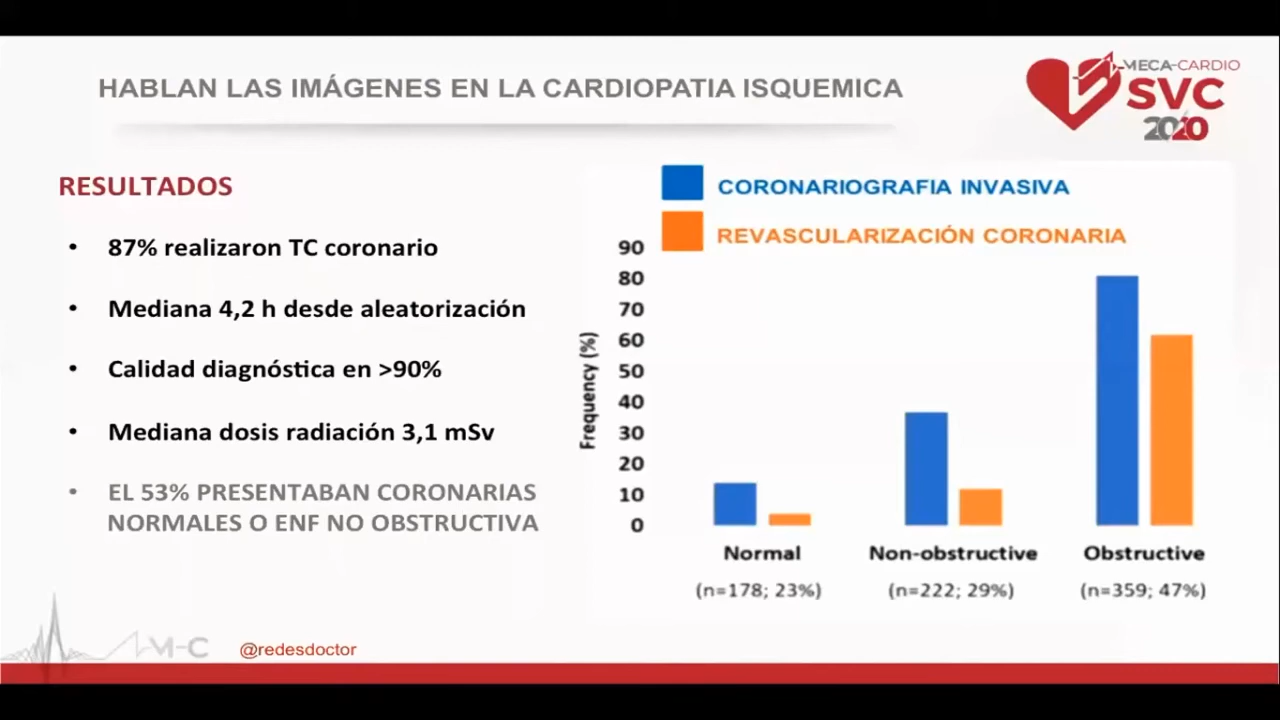 HABLAN LAS IMÁGENES EN LA CARDIOPATIA ISQUEMICA
MECA-CARDIO
SVC
2020
RESULTADOS
• 87% realizaron TC coronario
• Mediana 4,2 h desde aleatorización
• Calidad diagnóstica en >90%
• Mediana dosis radiación 3,1 mSv
• EL 53% PRESENTABAN CORONARIAS
NORMALES O ENF NO OBSTRUCTIVA
CORONARIOGRAFIA INVASIVA
REVASCULARIZACIÓN CORONARIA
Frequency (%)
90
80
70
60
50
40
30
20
10
0
Normal
(n=178; 23%)
Non-obstructive
(n=222; 29%)
Obstructive
(n=359; 47%)
M-C
@redesdoctor